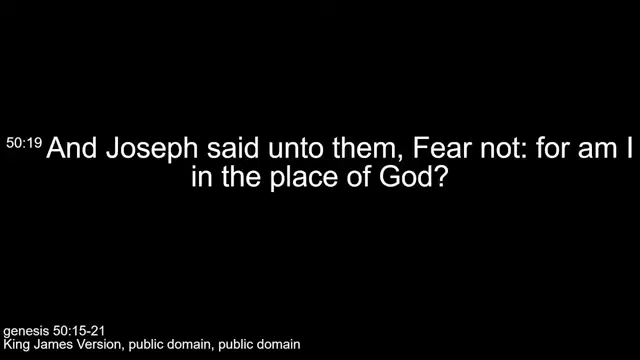 50:19 And Joseph said unto them, Fear not: for am I
in the place of God?
genesis 50:15-21
King James Version, public domain, public domain